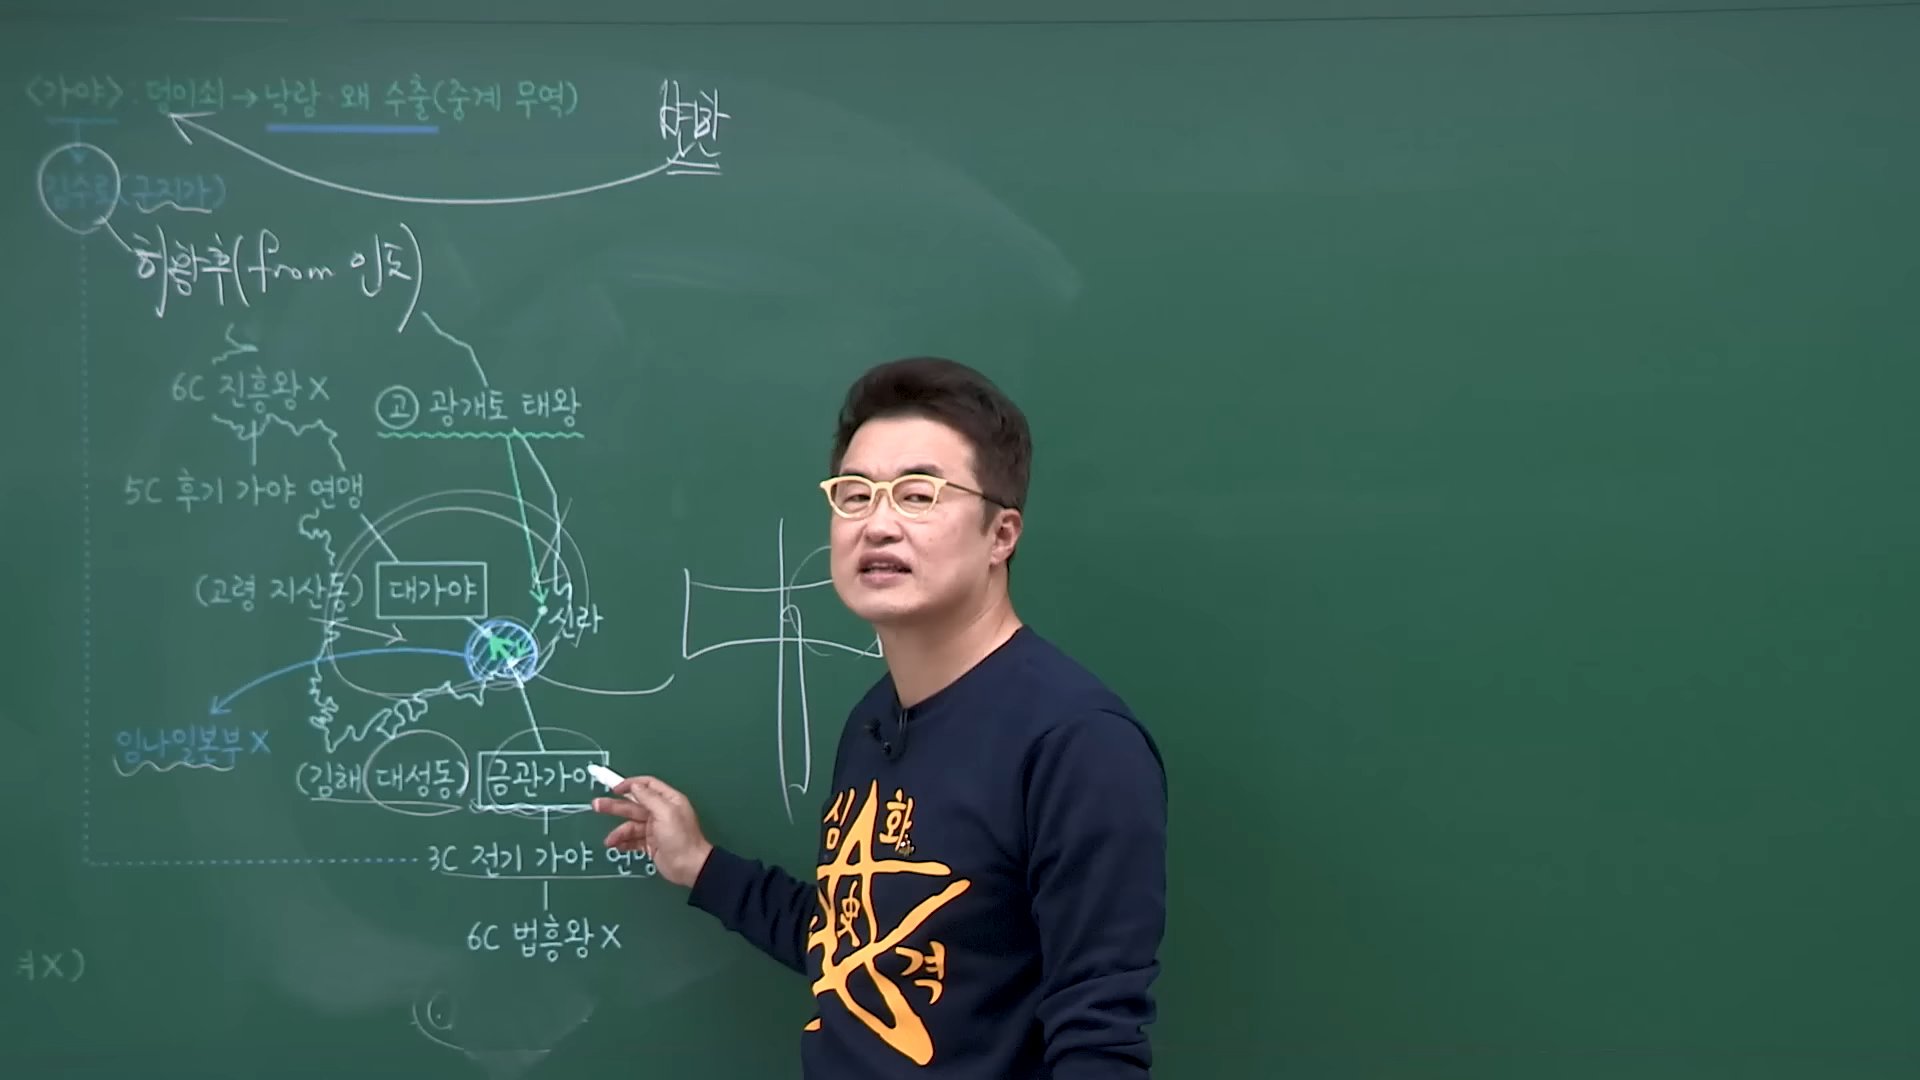 <가야>·덩이쇠→낙랑·왜 수출(중계 무역)
변한
김수로(구지가)
허황후(from 인도)
6C 진흥왕 X
고 광개토 태왕
5C 후기 가야 연맹
(고령 지산동) 대가야
신라
임나일본부 X
(김해 대성동) 금관가야
3C 전기 가야 연맹
6C 법흥왕 X
X)
심화
史
격